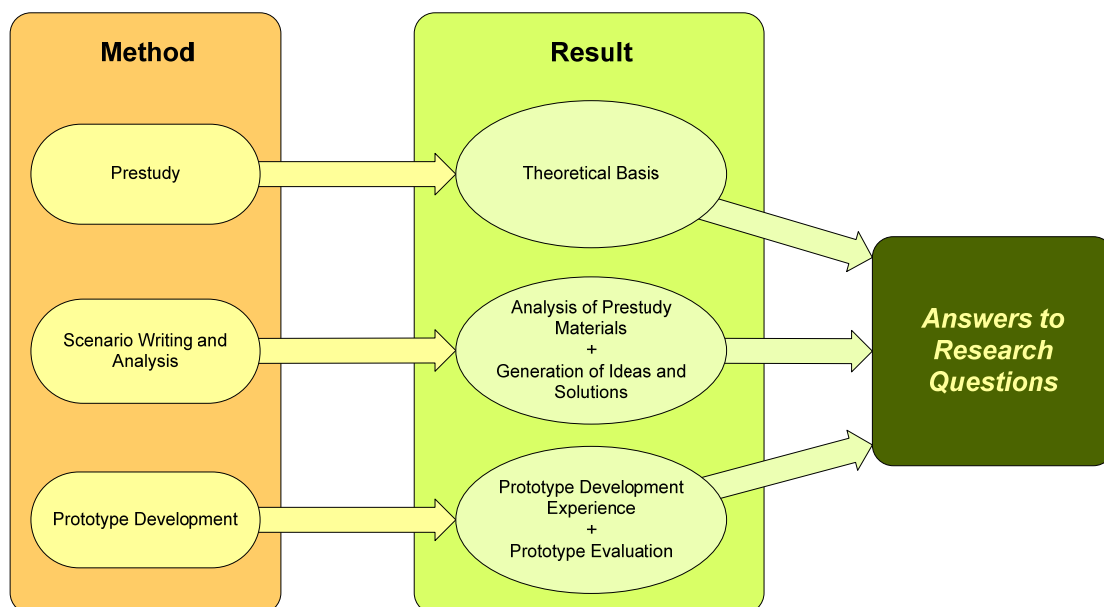 Method
Result
Prestudy
Theoretical Basis
Scenario Writing and
Analysis
Analysis of Prestudy
Materials
+
Generation of Ideas and
Solutions
Prototype Development
Prototype Development
Experience
+
Prototype Evaluation
Answers to
Research
Questions